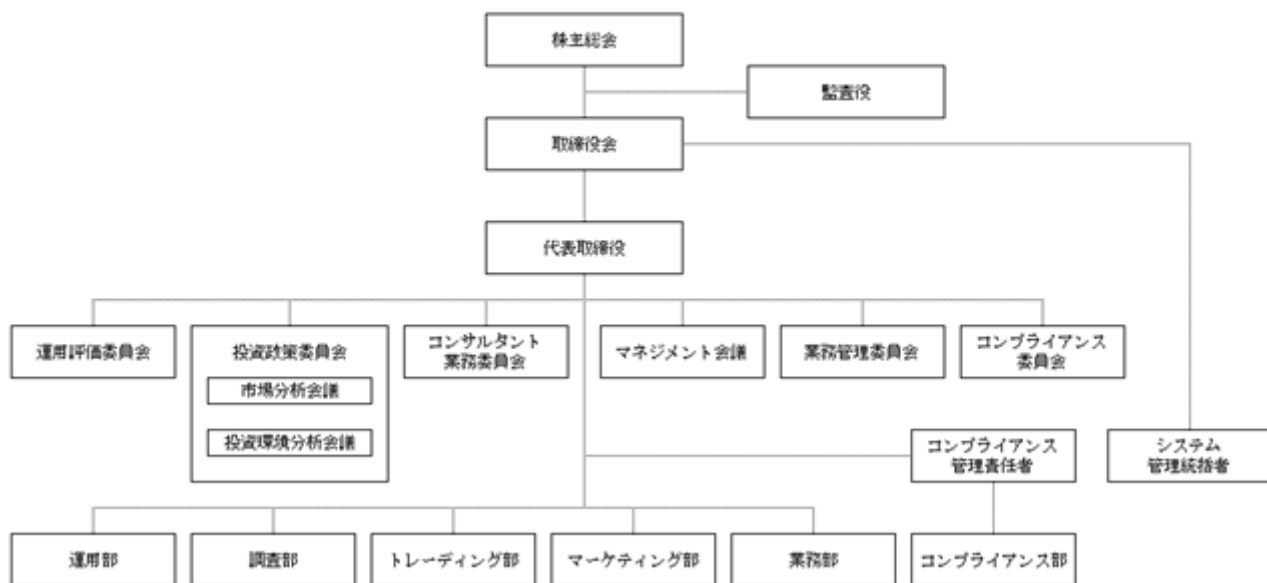 株主総会
監査役
取締役会
代表取締役
運用評価委員会
投資政策委員会
市場分析会議
投資環境分析会議
コンサルタント
業務委員会
マネジメント会議
業務管理委員会
コンプライアンス
委員会
コンプライアンス
管理責任者
システム
管理統括者
運用部
調査部
トレーディング部
マーケティング部
業務部
コンプライアンス部